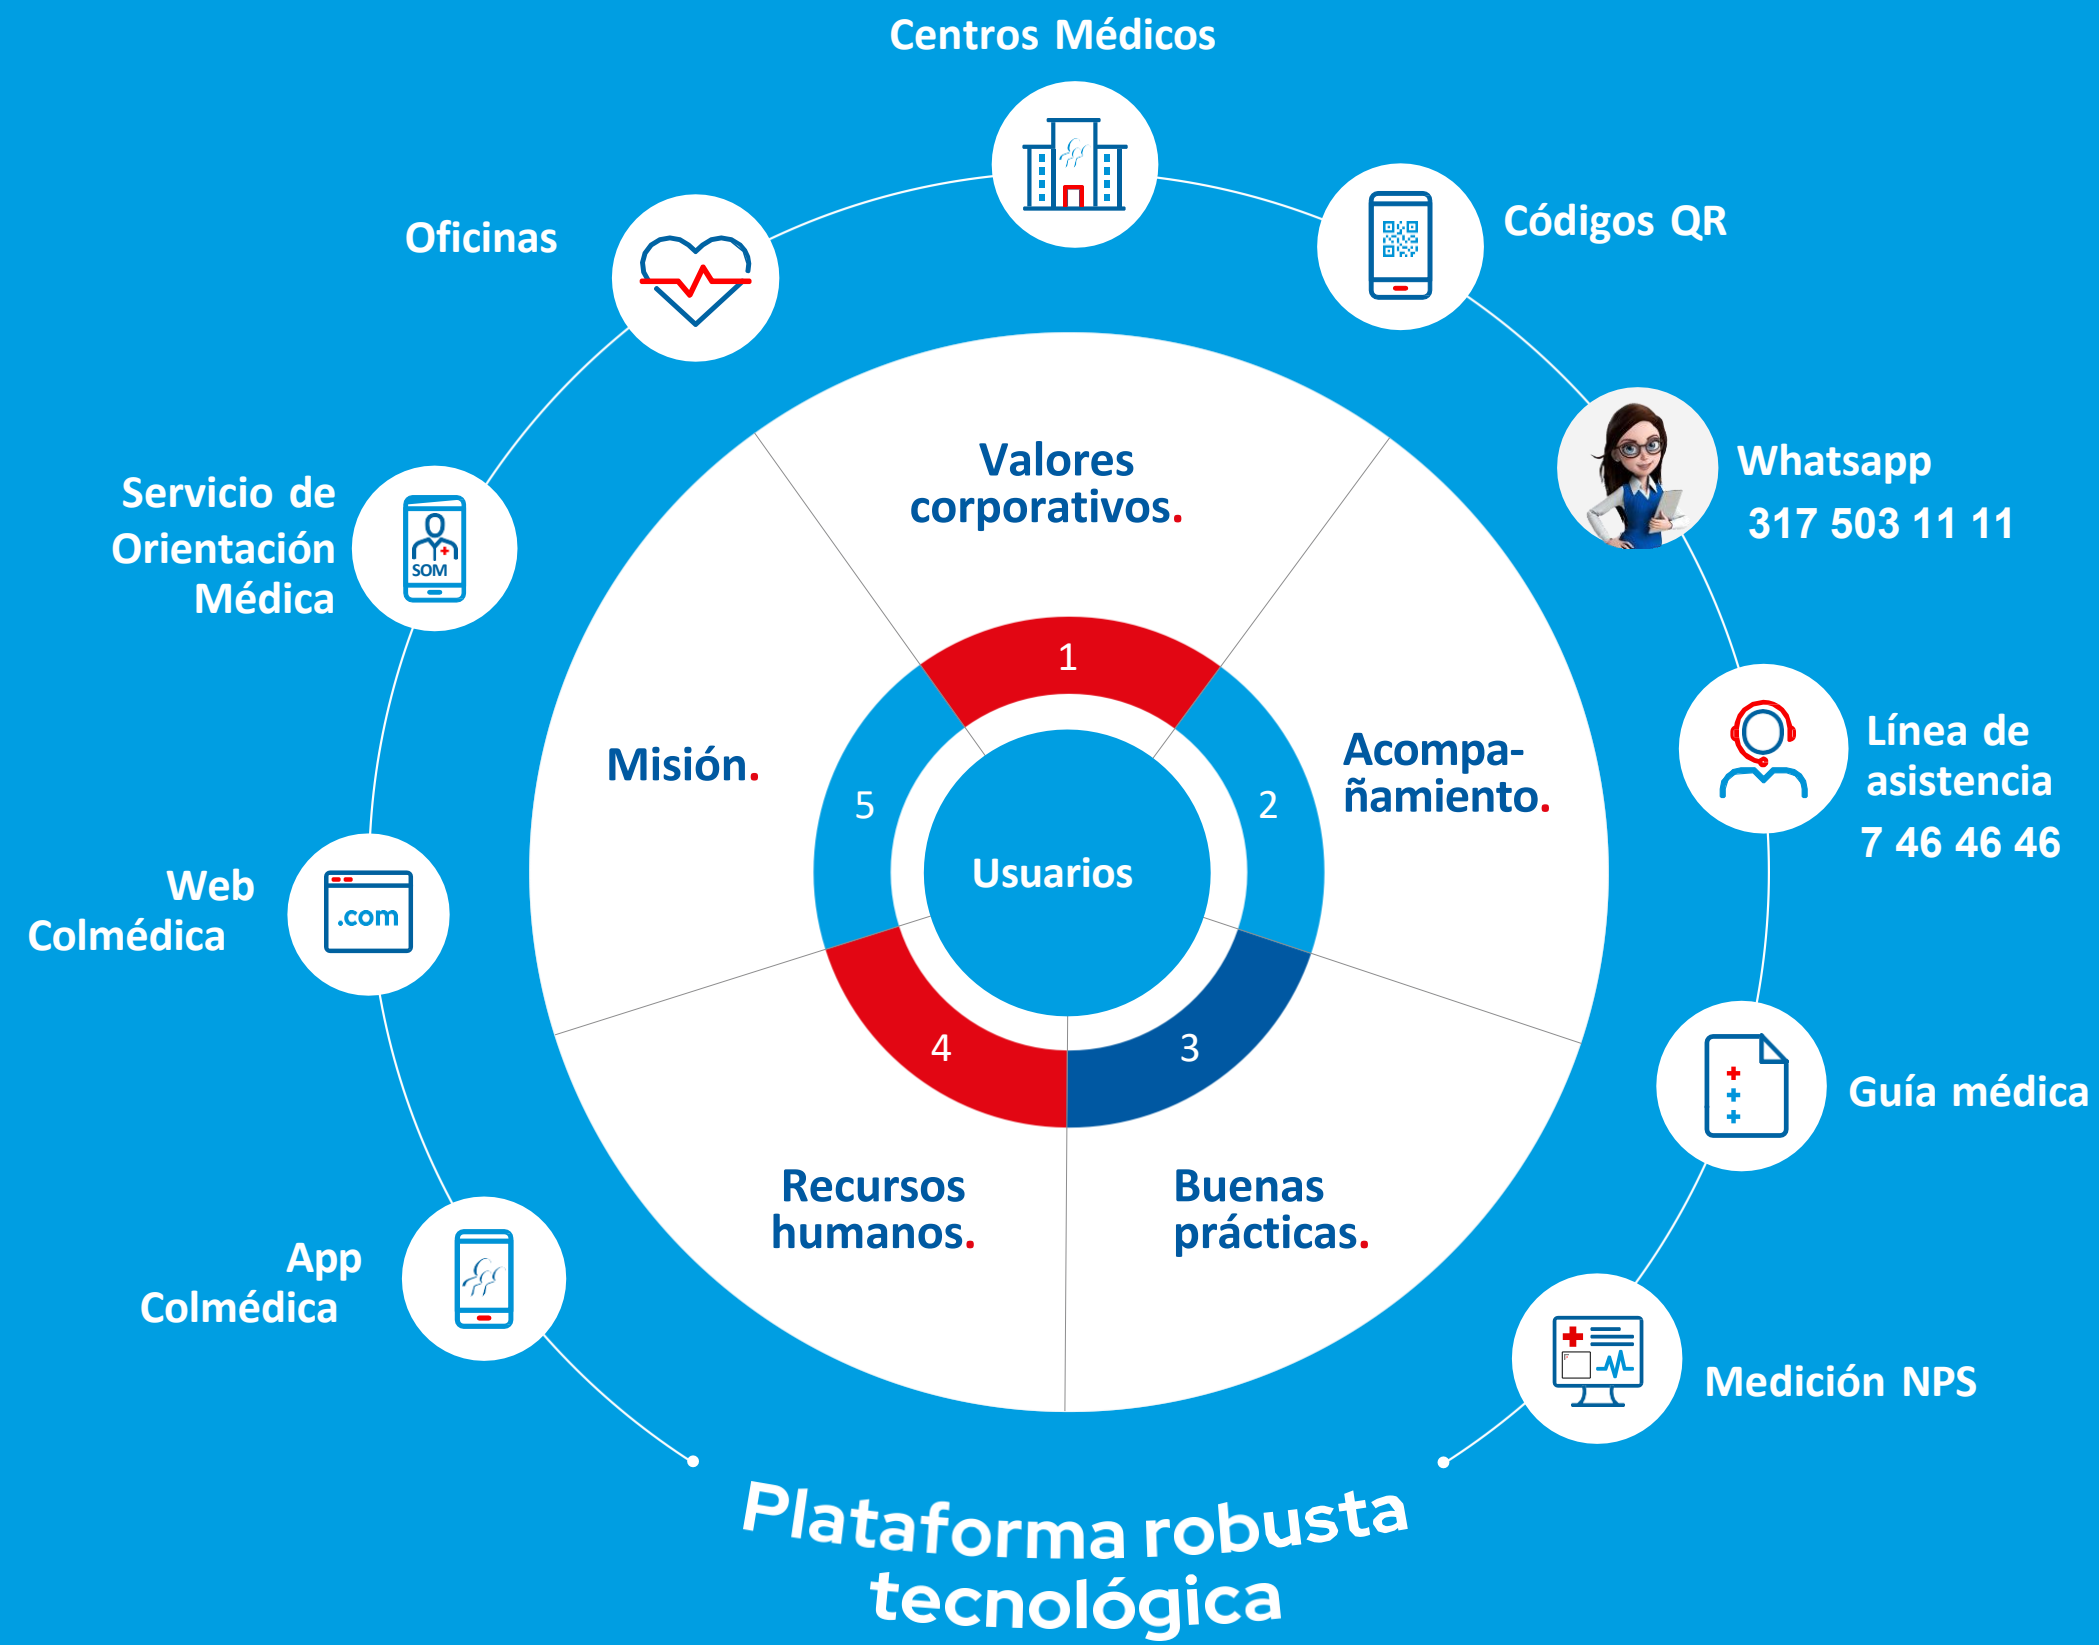 Centros Médicos
Oficinas
Códigos QR
Whatsapp
317 503 11 11
Servicio de
Orientación
Médica
SOM
Línea de
asistencia
7 46 46 46
Web
Colmédica
.com
Guía médica
App
Colmédica
Medición NPS
Valores
corporativos.
1
Acompa-
ñamiento.
2
Buenas
prácticas.
3
Recursos
humanos.
4
Misión.
5
Usuarios
Plataforma robusta
tecnológica